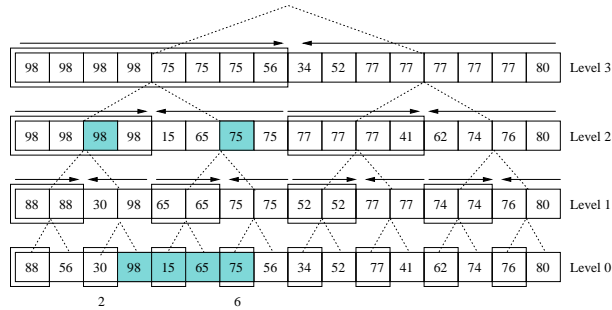 98 98 98 98 75 75 75 56 34 52 77 77 77 77 77 80 Level 3
98 98 98 98 15 65 75 75 77 77 77 41 62 74 76 80 Level 2
88 88 30 98 65 65 75 75 52 52 77 77 74 74 76 80 Level 1
88 56 30 98 15 65 75 56 34 52 77 41 62 74 76 80 Level 0
2 6